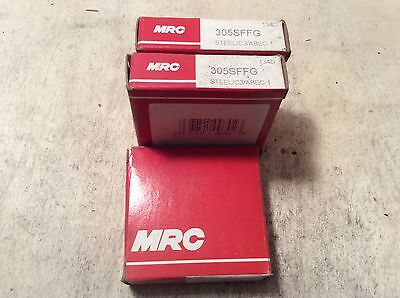 134D
MRC 305SFFG
STEEL/C3/ABEC-1
134D
MRC 305SFFG
STEEL/C3/ABEC-1
MRC